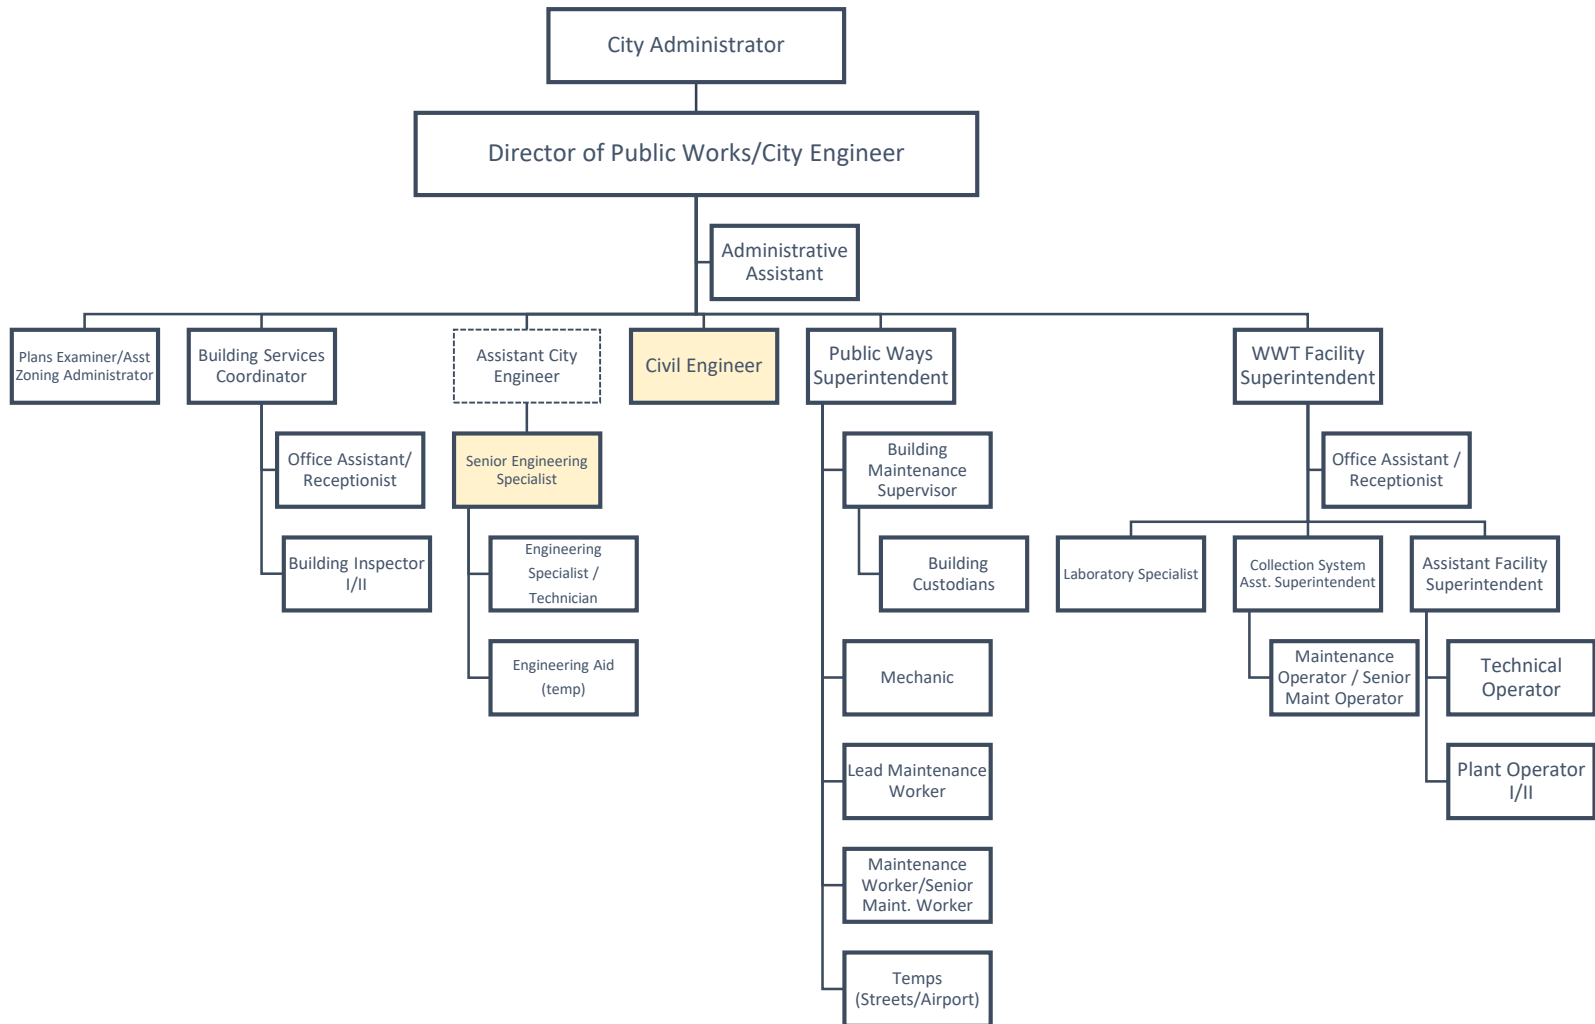 City Administrator
Director of Public Works/City Engineer
Administrative
Assistant
Plans Examiner/Asst
Zoning Administrator
Building Services
Coordinator
Assistant City
Engineer
Civil Engineer
Public Ways
Superintendent
WWT Facility
Superintendent
Office Assistant/
Receptionist
Senior Engineering
Specialist
Building
Maintenance
Supervisor
Office Assistant /
Receptionist
Building Inspector
I/II
Engineering
Specialist /
Technician
Building
Custodians
Laboratory Specialist
Collection System
Asst. Superintendent
Assistant Facility
Superintendent
Engineering Aid
(temp)
Mechanic
Maintenance
Operator / Senior
Maint Operator
Technical
Operator
Lead Maintenance
Worker
Plant Operator
I/II
Maintenance
Worker/Senior
Maint. Worker
Temps
(Streets/Airport)